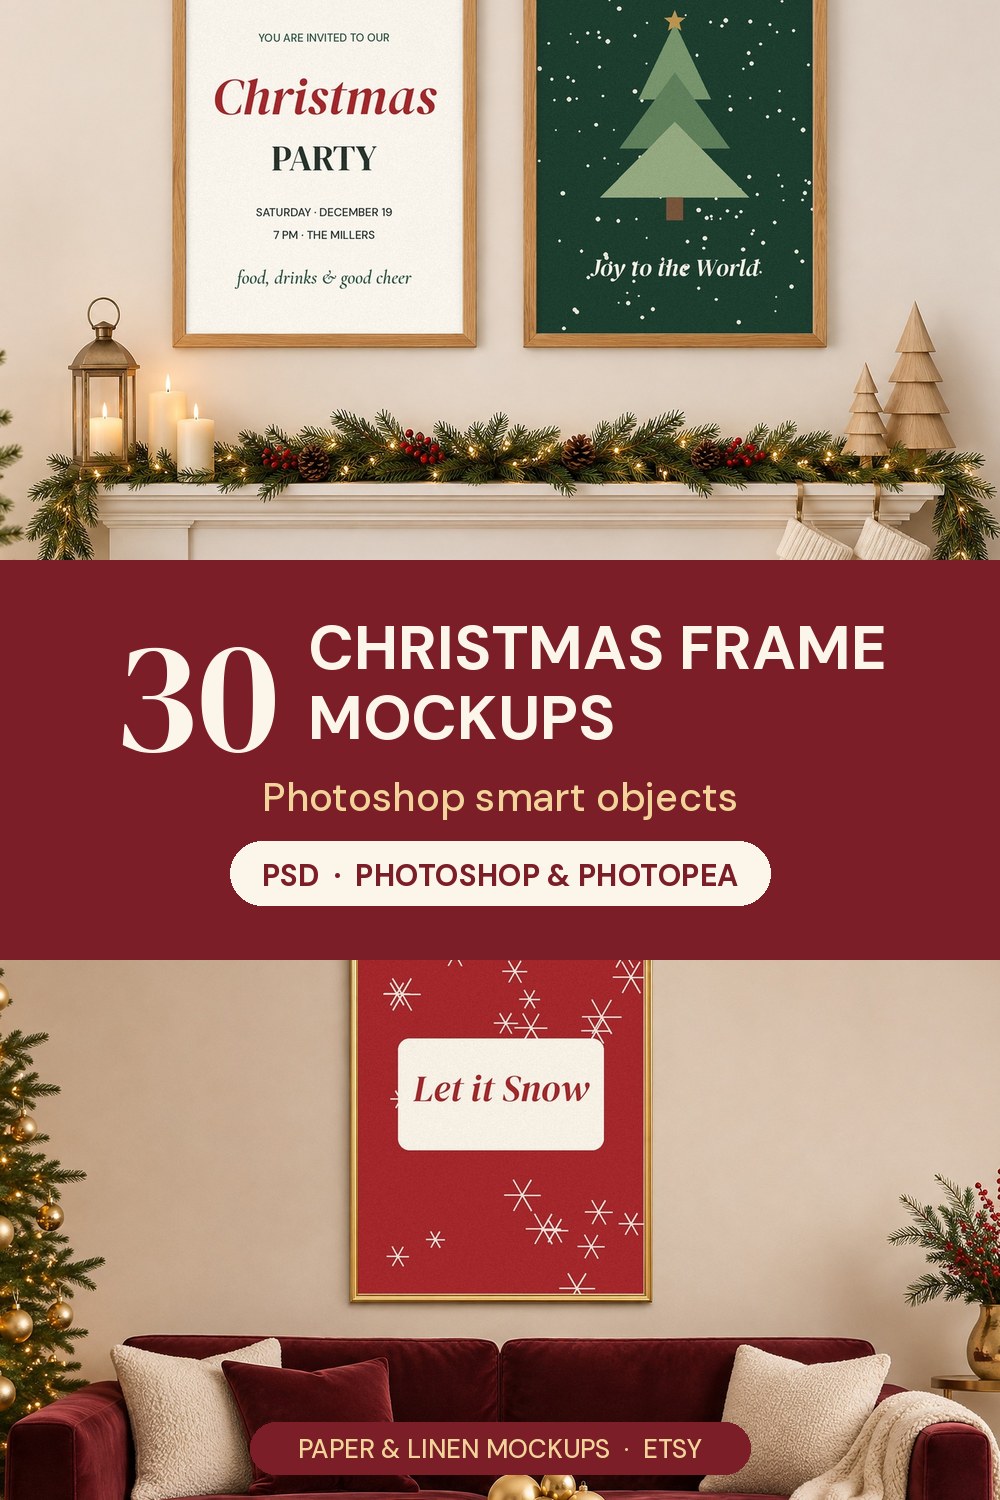 YOU ARE INVITED TO OUR
Christmas
PARTY
SATURDAY · DECEMBER 19
7 PM · THE MILLERS
food, drinks & good cheer
Joy to the World
30
CHRISTMAS FRAME
MOCKUPS
Photoshop smart objects
PSD · PHOTOSHOP & PHOTOPEA
Let it Snow
PAPER & LINEN MOCKUPS · ETSY